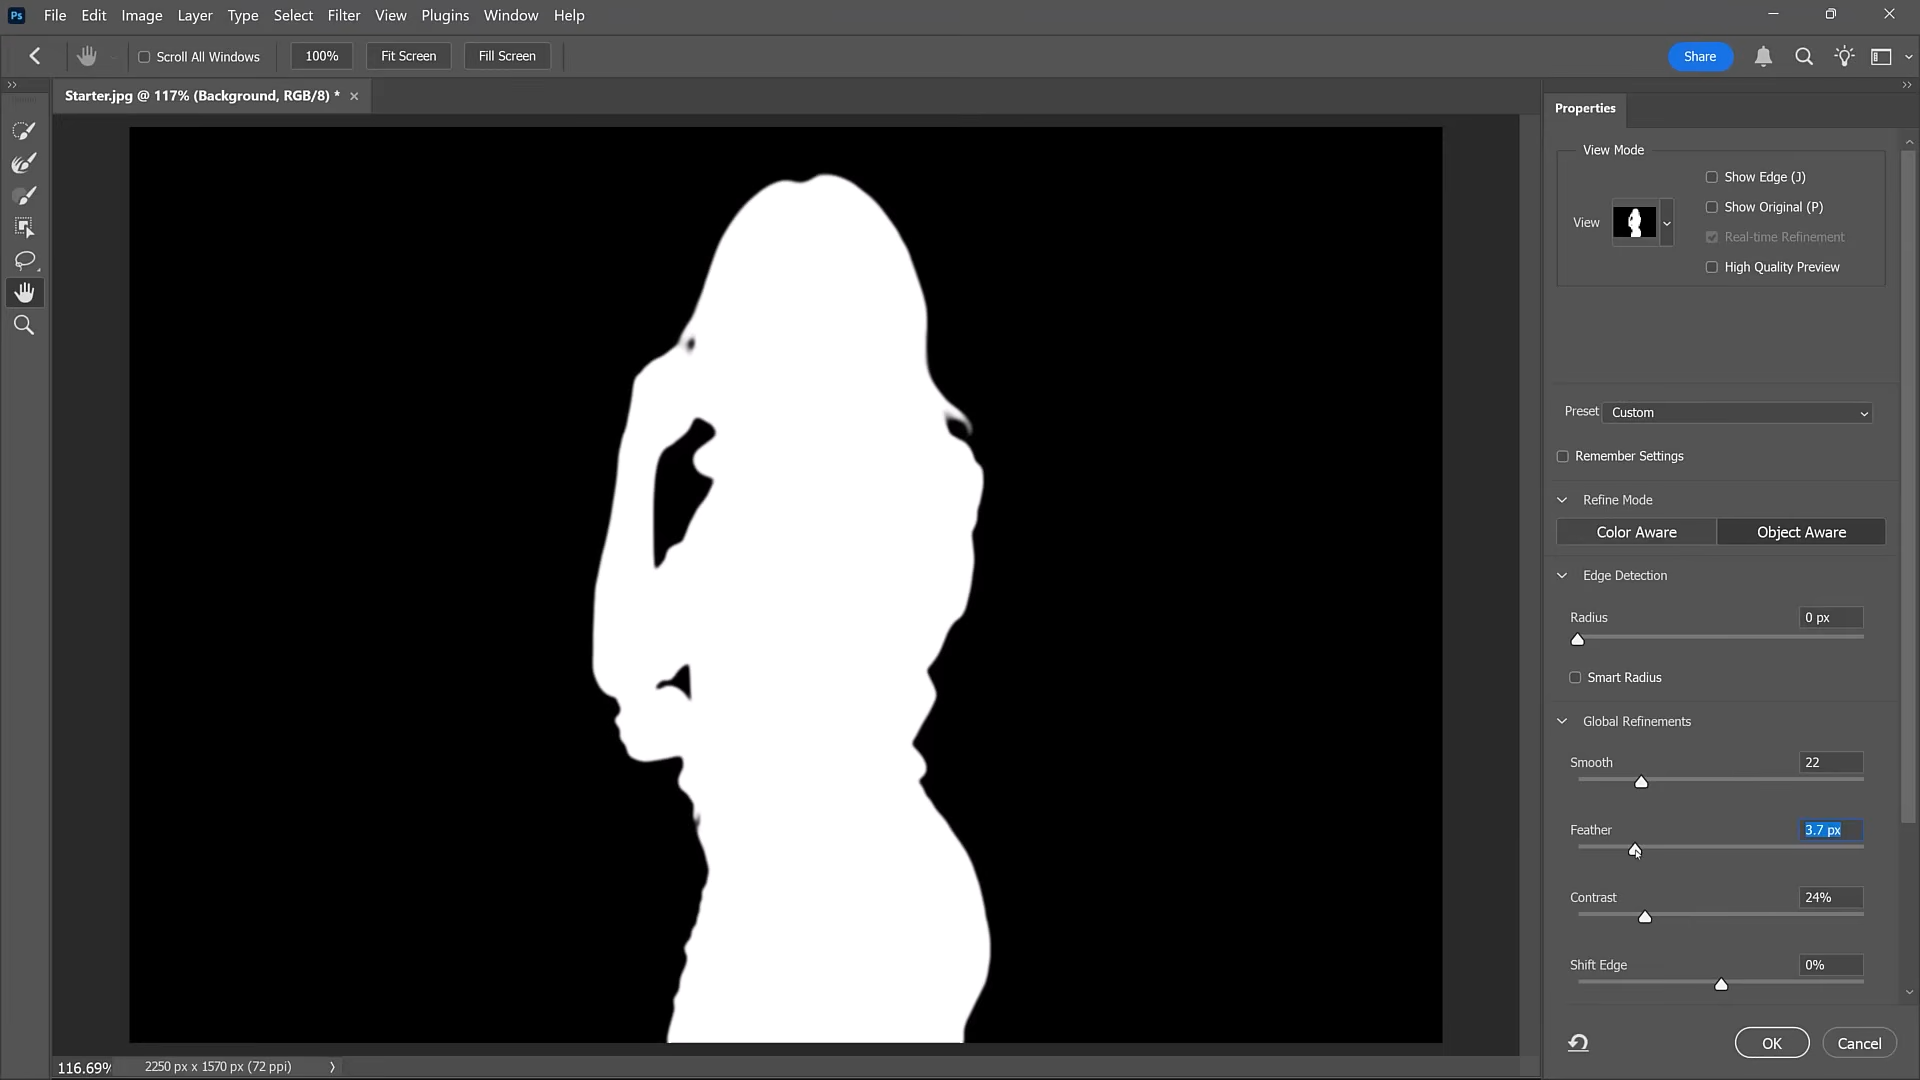 Ps File Edit Image Layer Type Select Filter View Plugins Window Help
Scroll All Windows 100% Fit Screen Fill Screen Share
Starter.jpg @ 117% (Background, RGB/8) *
Properties
View Mode
Show Edge (J)
Show Original (P)
View
Real-time Refinement
High Quality Preview
Preset Custom
Remember Settings
Refine Mode
Color Aware Object Aware
Edge Detection
Radius 0 px
Smart Radius
Global Refinements
Smooth 22
Feather 3.7 px
Contrast 24%
Shift Edge 0%
OK Cancel
116.69% 2250 px x 1570 px (72 ppi)